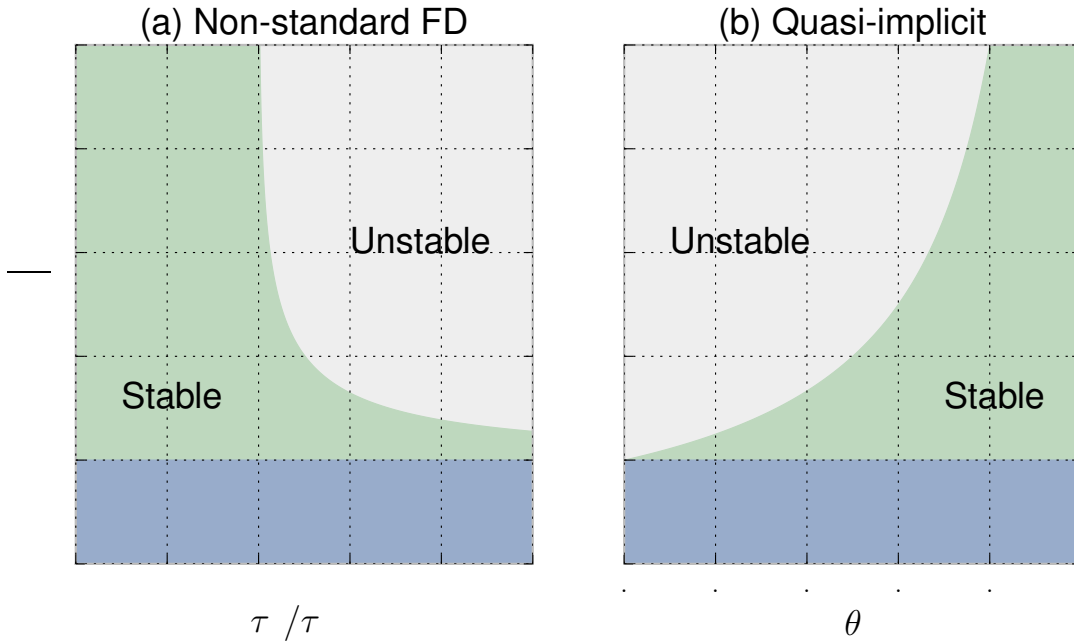 (a) Non-standard FD
(b) Quasi-implicit
Unstable
Unstable
Stable
Stable
τ /τ
θ